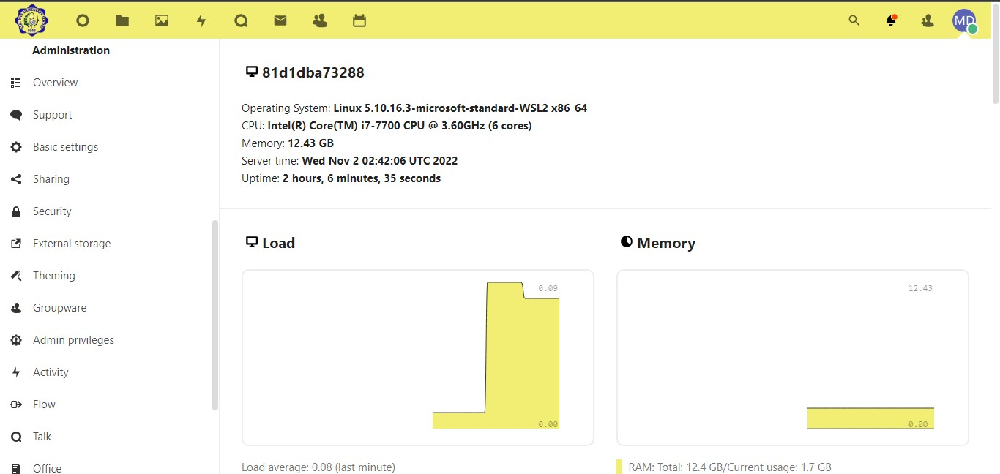 MD
Administration
Overview
Support
Basic settings
Sharing
Security
External storage
Theming
Groupware
Admin privileges
Activity
Flow
Talk
Office
81d1dba73288
Operating System: Linux 5.10.16.3-microsoft-standard-WSL2 x86_64
CPU: Intel(R) Core(TM) i7-7700 CPU @ 3.60GHz (6 cores)
Memory: 12.43 GB
Server time: Wed Nov 2 02:42:06 UTC 2022
Uptime: 2 hours, 6 minutes, 35 seconds
Load
0.09
0.00
Load average: 0.08 (last minute)
Memory
12.43
0.00
RAM: Total: 12.4 GB/Current usage: 1.7 GB